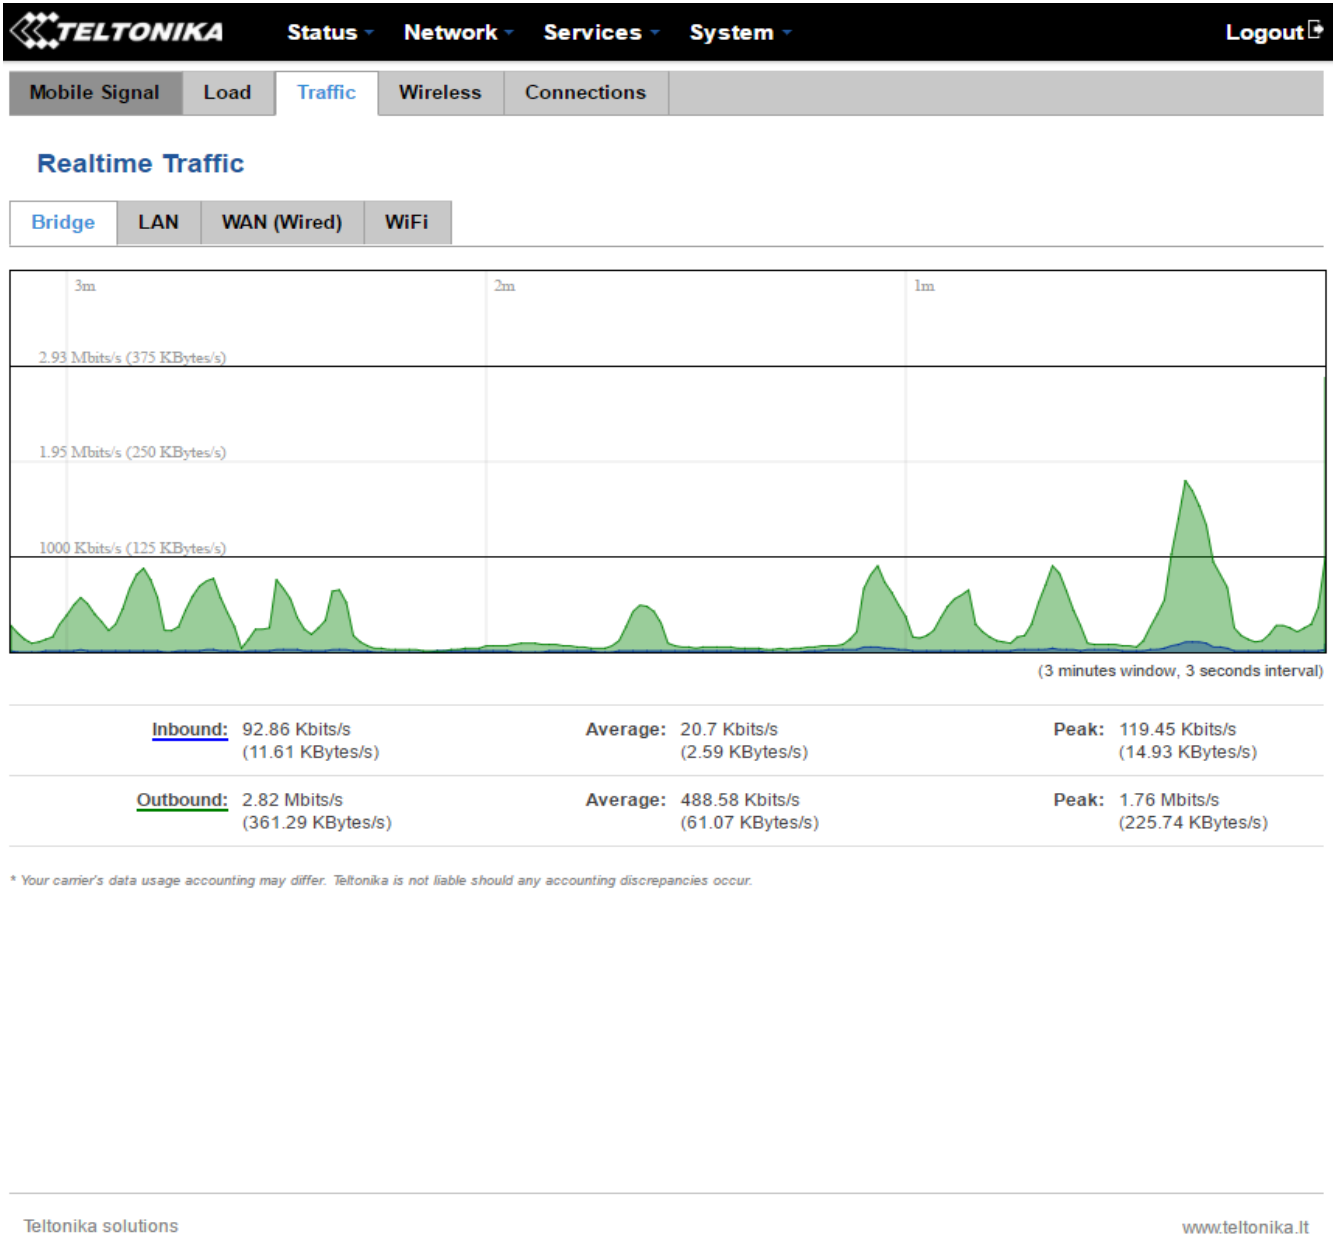 TELTONIKA Status Network Services System Logout
Mobile Signal Load Traffic Wireless Connections
Realtime Traffic
Bridge LAN WAN (Wired) WiFi
3m 2m 1m
2.93 Mbits/s (375 KBytes/s)
1.95 Mbits/s (250 KBytes/s)
1000 Kbits/s (125 KBytes/s)
(3 minutes window, 3 seconds interval)
Inbound: 92.86 Kbits/s Average: 20.7 Kbits/s Peak: 119.45 Kbits/s
(11.61 KBytes/s) (2.59 KBytes/s) (14.93 KBytes/s)
Outbound: 2.82 Mbits/s Average: 488.58 Kbits/s Peak: 1.76 Mbits/s
(361.29 KBytes/s) (61.07 KBytes/s) (225.74 KBytes/s)
* Your carrier's data usage accounting may differ. Teltonika is not liable should any accounting discrepancies occur.
Teltonika solutions www.teltonika.lt